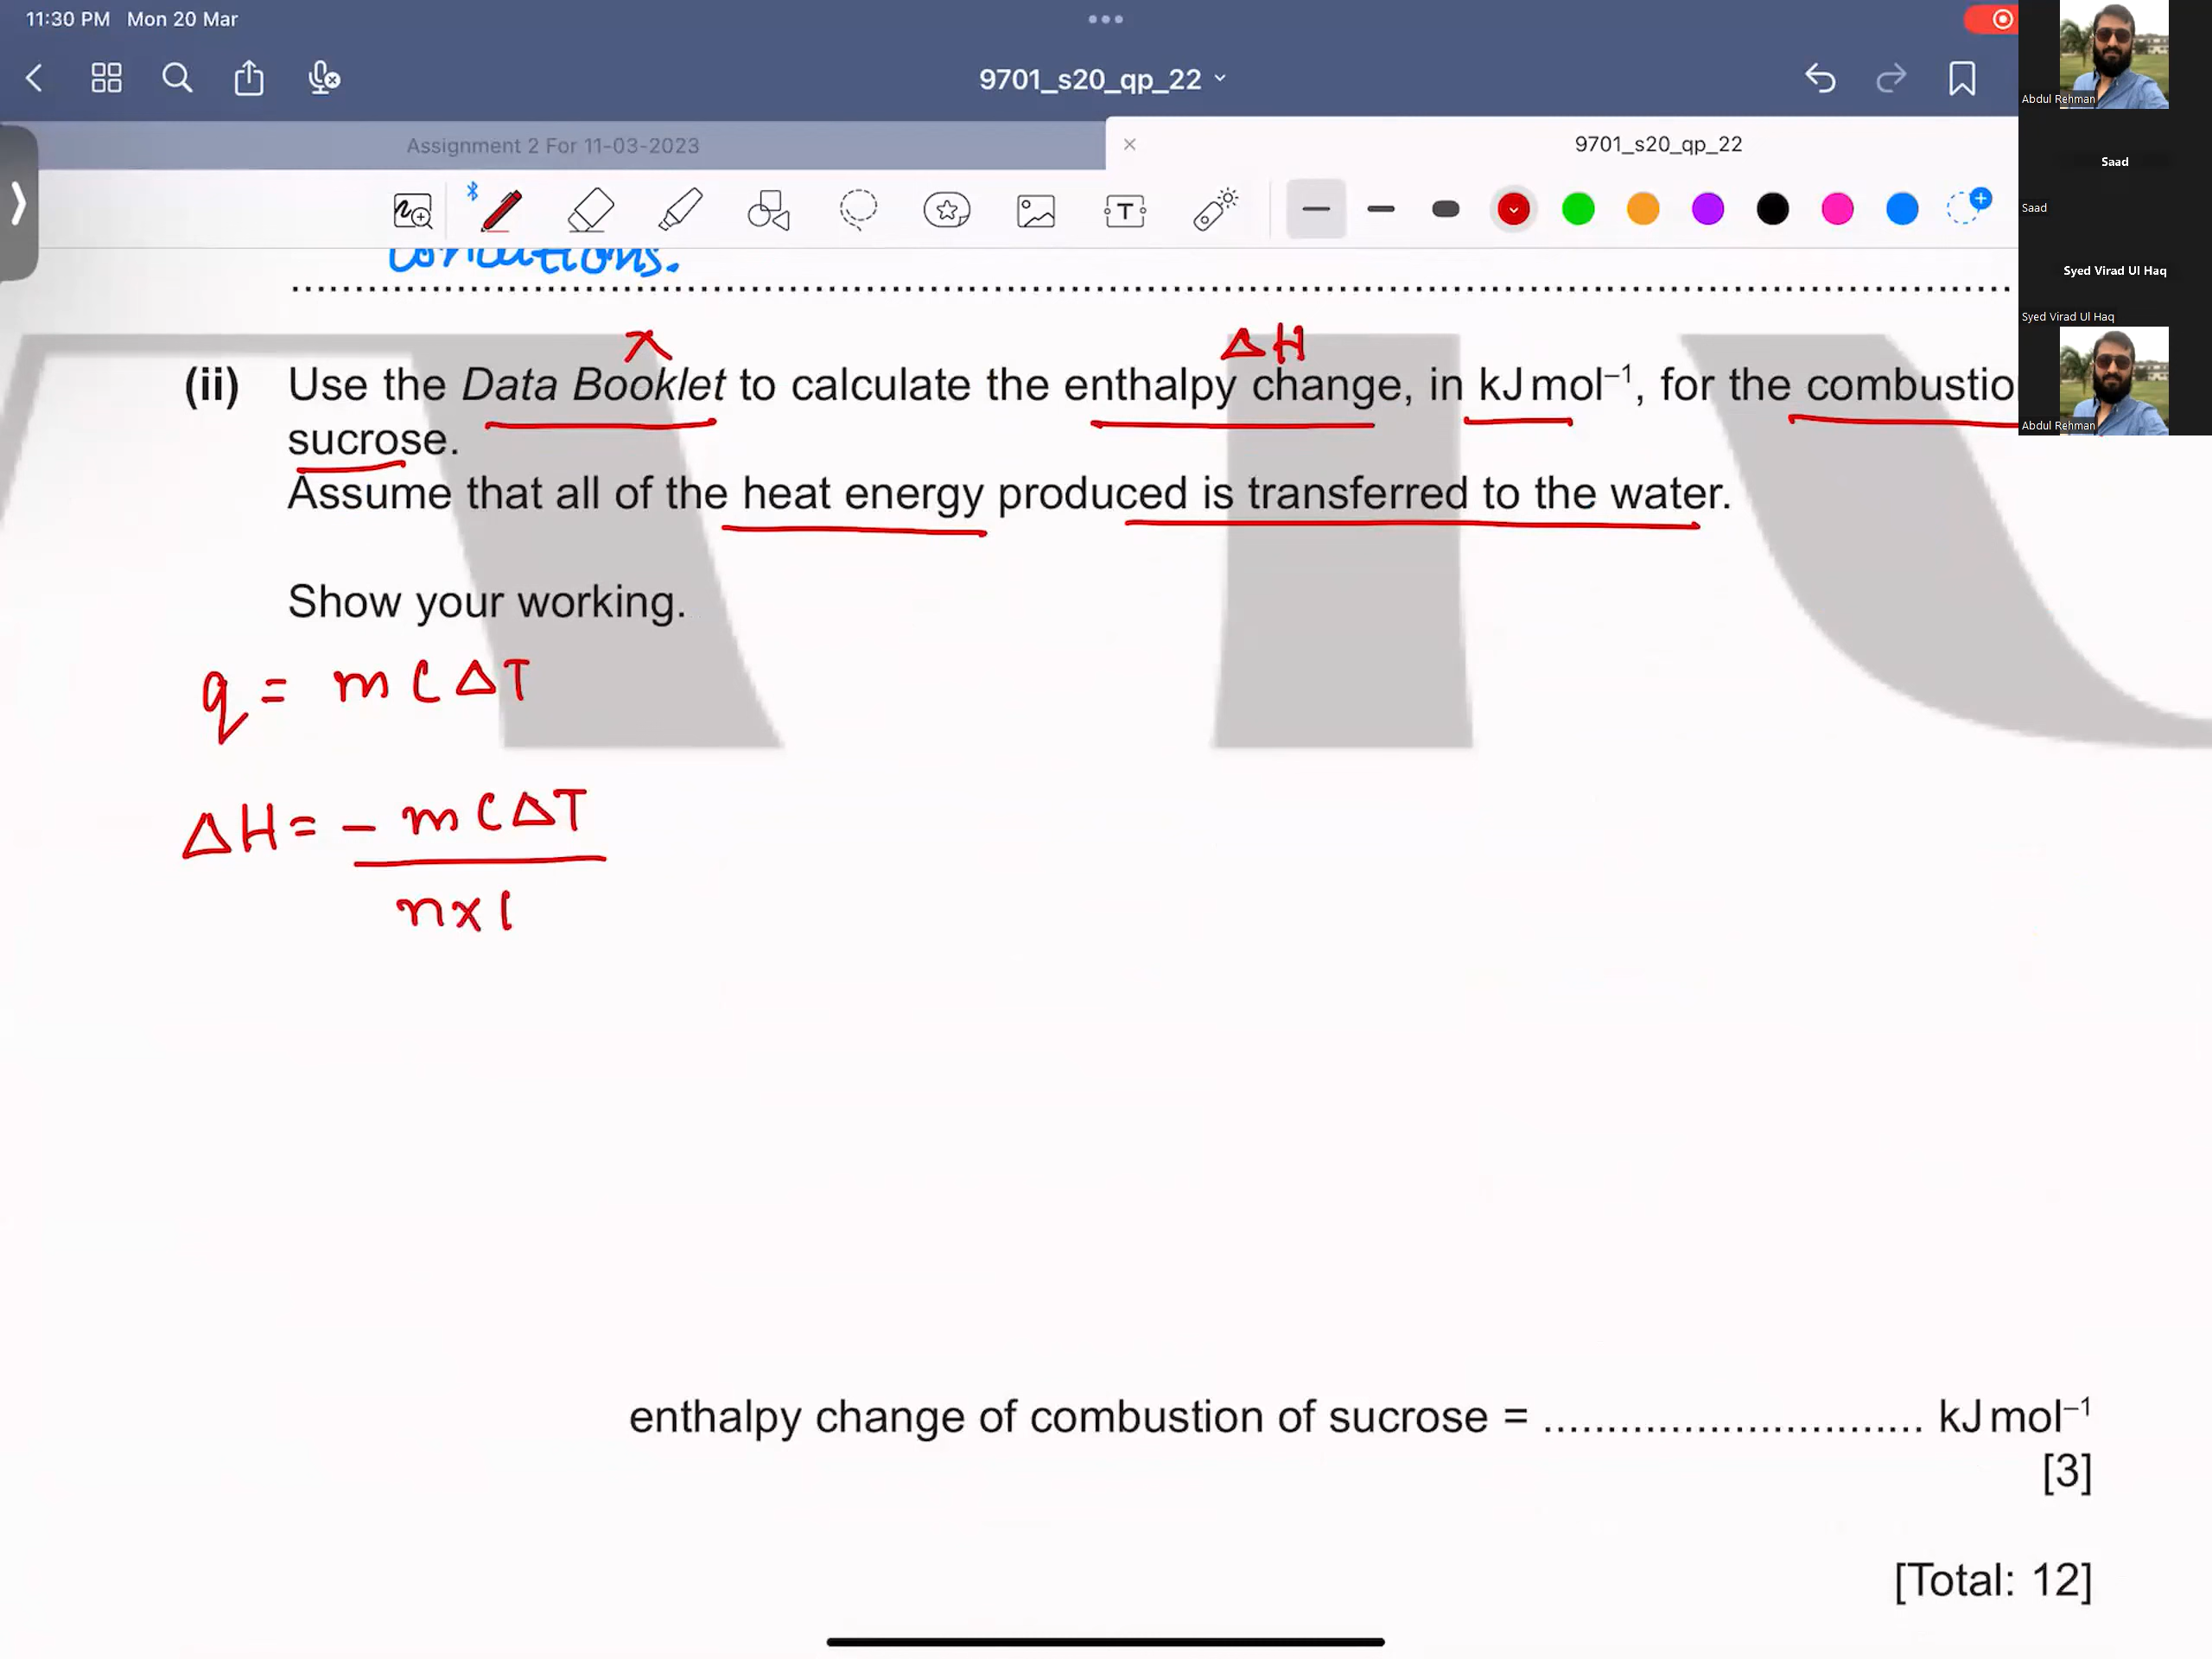 11:30 PM Mon 20 Mar
9701_s20_qp_22
Assignment 2 For 11-03-2023
9701_s20_qp_22
Abdul Rehman
Saad
Saad
Syed Virad Ul Haq
Syed Virad Ul Haq
Abdul Rehman
conditions.
ΔH
(ii) Use the Data Booklet to calculate the enthalpy change, in kJ mol⁻¹, for the combustio
sucrose.
Assume that all of the heat energy produced is transferred to the water.
Show your working.
q = m C Δ T
ΔH = - m C Δ T
n x 1
enthalpy change of combustion of sucrose = .............................. kJ mol⁻¹
[3]
[Total: 12]